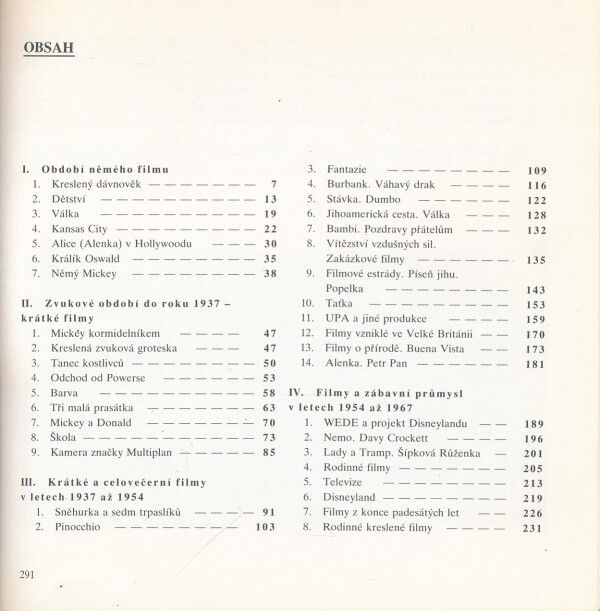 OBSAH
I. Období němého filmu
1. Kreslený dávnověk — — — — — — — 7
2. Dětství — — — — — — — — — — 13
3. Válka — — — — — — — — — — 19
4. Kansas City — — — — — — — — 22
5. Alice (Alenka) v Hollywoodu — — — 30
6. Králík Oswald — — — — — — — 35
7. Němý Mickey — — — — — — — 38
II. Zvukové období do roku 1937 –
krátké filmy
1. Mickey kormidelníkem — — — — 47
2. Kreslená zvuková groteska — — — — 47
3. Tanec kostlivců — — — — — — — 50
4. Odchod od Powerse — — — — — 53
5. Barva — — — — — — — — — — 58
6. Tři malá prasátka — — — — — — 63
7. Mickey a Donald — — — — — — 70
8. Škola — — — — — — — — — — 73
9. Kamera značky Multiplan — — — — 85
III. Krátké a celovečerní filmy
v letech 1937 až 1954
1. Sněhurka a sedm trpaslíků — — — — 91
2. Pinocchio — — — — — — — — 103
3. Fantazie — — — — — — — — 109
4. Burbank. Váhavý drak — — — — 116
5. Stávka. Dumbo — — — — — — 122
6. Jihoamerická cesta. Válka — — — — 128
7. Bambi. Pozdravy přátelům — — — 132
8. Vítězství vzdušných sil.
Zakázkové filmy — — — — — — 135
9. Filmové estrády. Píseň jihu.
Popelka — — — — — — — — 143
10. Taťka — — — — — — — — — 153
11. UPA a jiné produkce — — — — — 159
12. Filmy vzniklé ve Velké Británii — — 170
13. Filmy o přírodě. Buena Vista — — — 173
14. Alenka. Petr Pan — — — — — — 181
IV. Filmy a zábavní průmysl
v letech 1954 až 1967
1. WEDE a projekt Disneylandu — — 189
2. Nemo. Davy Crockett — — — — 196
3. Lady a Tramp. Šípková Růženka — 201
4. Rodinné filmy — — — — — — 205
5. Televize — — — — — — — — 213
6. Disneyland — — — — — — — 219
7. Filmy z konce padesátých let — — 226
8. Rodinné kreslené filmy — — — — 231
291